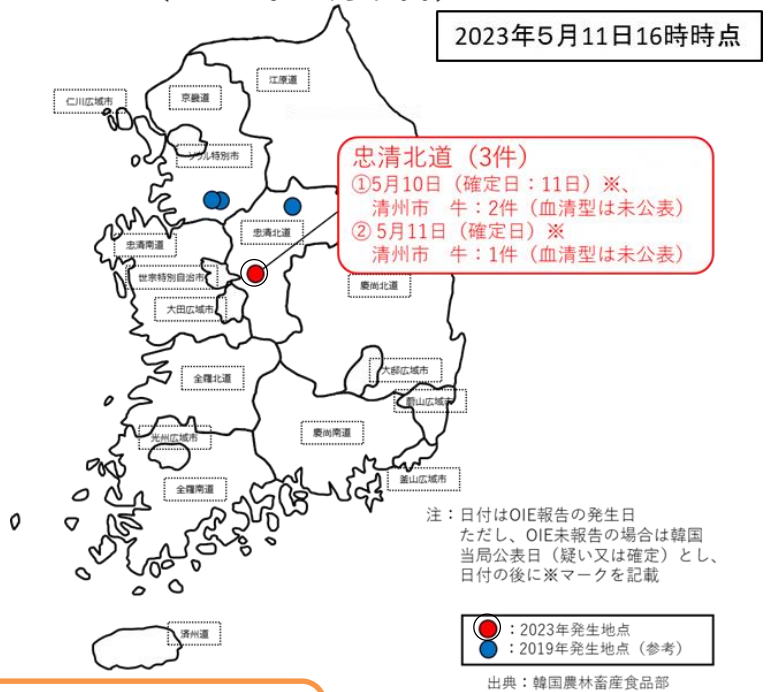 2023年5月11日16時時点
江原道
京畿道
仁川広域市
ソウル特別市
忠清北道（3件）
①5月10日（確定日：11日）※、
清州市　牛：2件（血清型は未公表）
② 5月11日（確定日）※
清州市　牛：1件（血清型は未公表）
忠清北道
忠清南道
世宗特別自治市
慶尚北道
大田広域市
大邱広域市
全羅北道
蔚山広域市
慶尚南道
光州広域市
釜山広域市
全羅南道
注：日付はOIE報告の発生日
ただし、OIE未報告の場合は韓国
当局公表日（疑い又は確定）とし、
日付の後に※マークを記載
済州道
：2023年発生地点
：2019年発生地点（参考）
出典：韓国農林畜産食品部